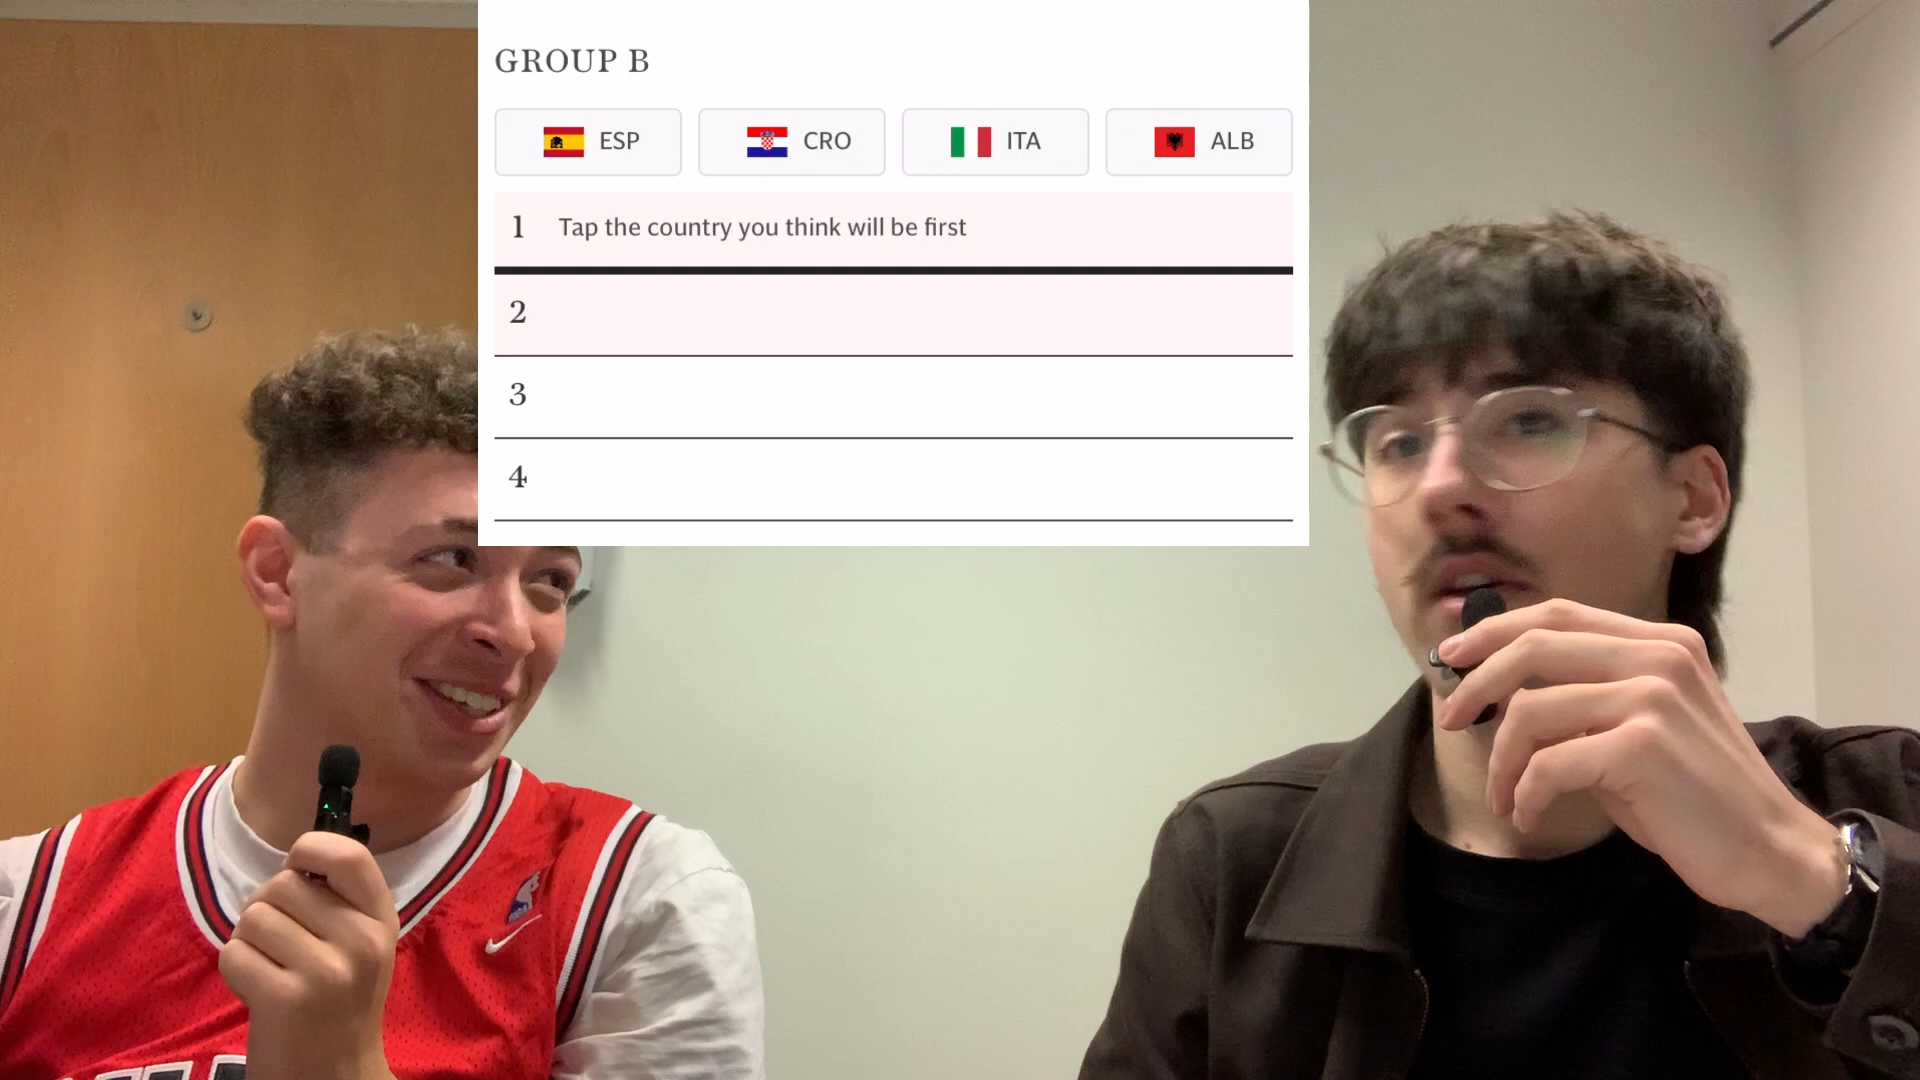 GROUP B
ESP CRO ITA ALB
1 Tap the country you think will be first
2
3
4